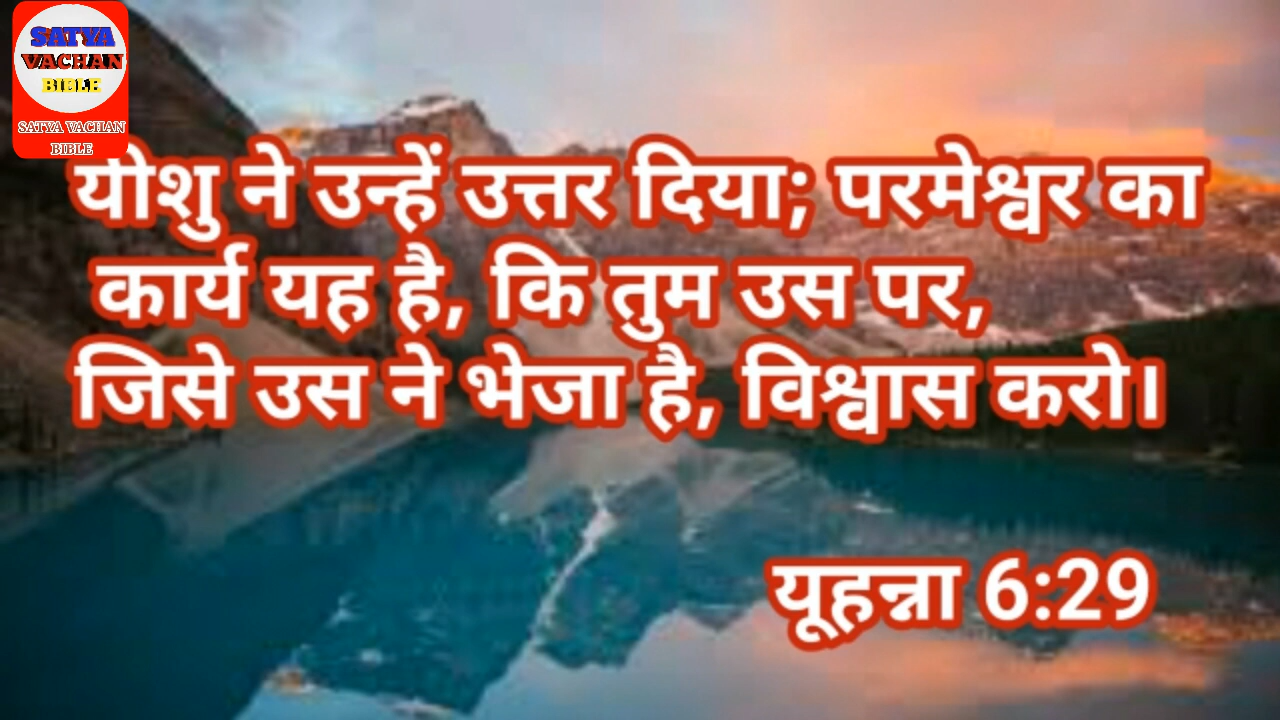 SATYA
VACHAN
BIBLE
SATYA VACHAN
BIBLE
यीशु ने उन्हें उत्तर दिया; परमेश्वर का
कार्य यह है, कि तुम उस पर,
जिसे उस ने भेजा है, विश्वास करो।
यूहन्ना 6:29